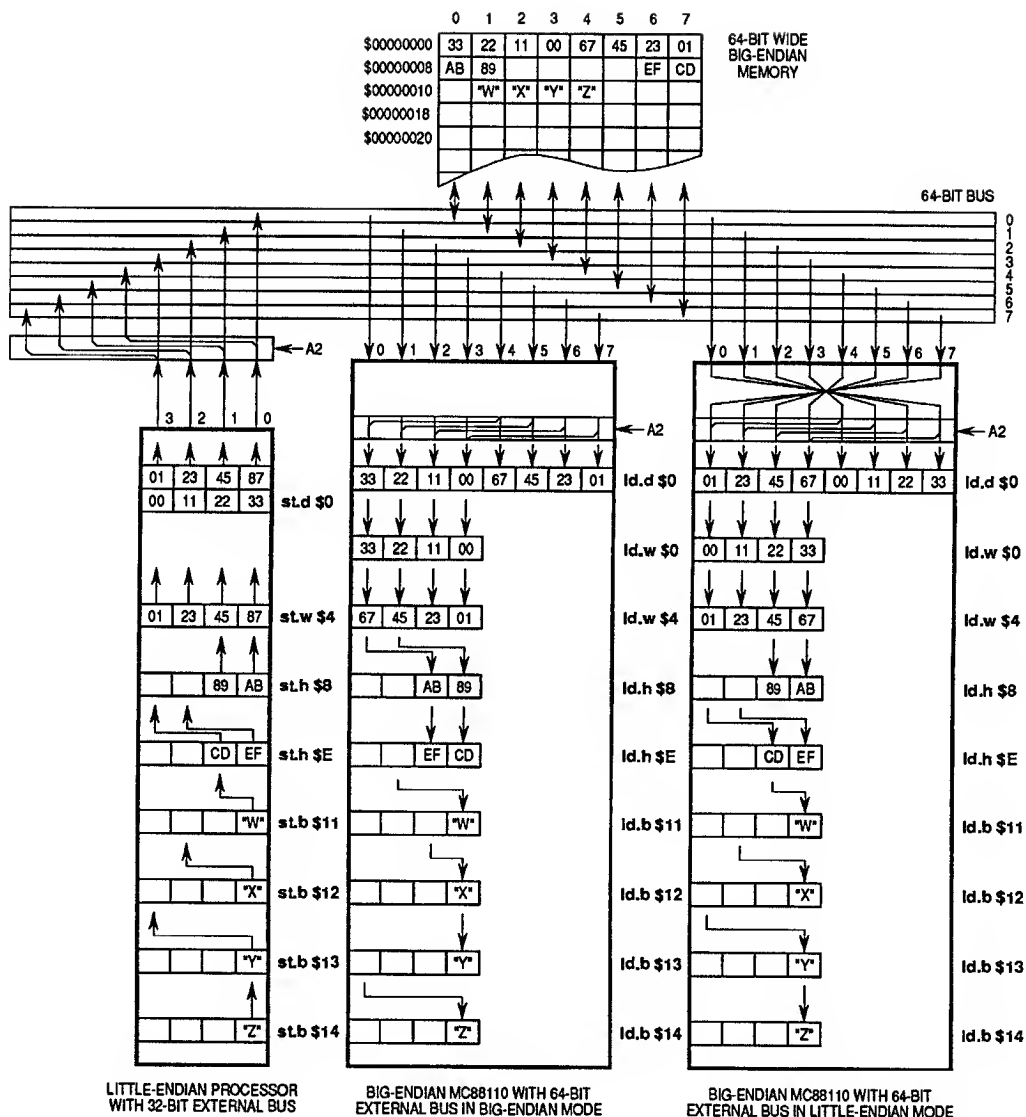 0 1 2 3 4 5 6 7
$00000000 33 22 11 00 67 45 23 01
$00000008 AB 89 EF CD
$00000010 "W" "X" "Y" "Z"
$00000018
$00000020
64-BIT WIDE
BIG-ENDIAN
MEMORY
64-BIT BUS
0
1
2
3
4
5
6
7
A2
3 2 1 0
01 23 45 87
00 11 22 33 st.d $0
01 23 45 87 st.w $4
89 AB st.h $8
CD EF st.h $E
"W" st.b $11
"X" st.b $12
"Y" st.b $13
"Z" st.b $14
LITTLE-ENDIAN PROCESSOR
WITH 32-BIT EXTERNAL BUS
0 1 2 3 4 5 6 7
A2
33 22 11 00 67 45 23 01 ld.d $0
33 22 11 00 ld.w $0
67 45 23 01 ld.w $4
AB 89 ld.h $8
EF CD ld.h $E
"W" ld.b $11
"X" ld.b $12
"Y" ld.b $13
"Z" ld.b $14
BIG-ENDIAN MC88110 WITH 64-BIT
EXTERNAL BUS IN BIG-ENDIAN MODE
0 1 2 3 4 5 6 7
A2
01 23 45 67 00 11 22 33 ld.d $0
00 11 22 33 ld.w $0
01 23 45 67 ld.w $4
89 AB ld.h $8
CD EF ld.h $E
"W" ld.b $11
"X" ld.b $12
"Y" ld.b $13
"Z" ld.b $14
BIG-ENDIAN MC88110 WITH 64-BIT
EXTERNAL BUS IN LITTLE-ENDIAN MODE